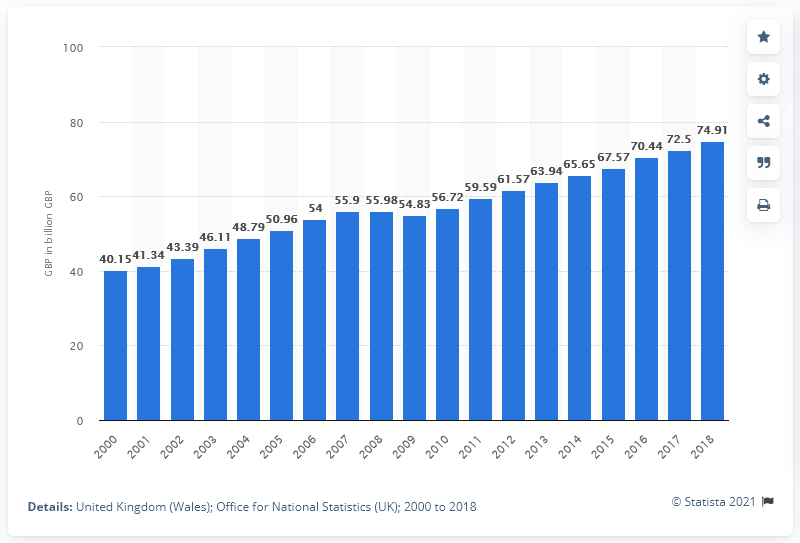 100
80
60
40
20
0
GBP in billion GBP
40.15 41.34 43.39 46.11 48.79 50.96 54 55.9 55.98 54.83 56.72 59.59 61.57 63.94 65.65 67.57 70.44 72.5 74.91
2000 2001 2002 2003 2004 2005 2006 2007 2008 2009 2010 2011 2012 2013 2014 2015 2016 2017 2018
© Statista 2021
Details: United Kingdom (Wales); Office for National Statistics (UK); 2000 to 2018